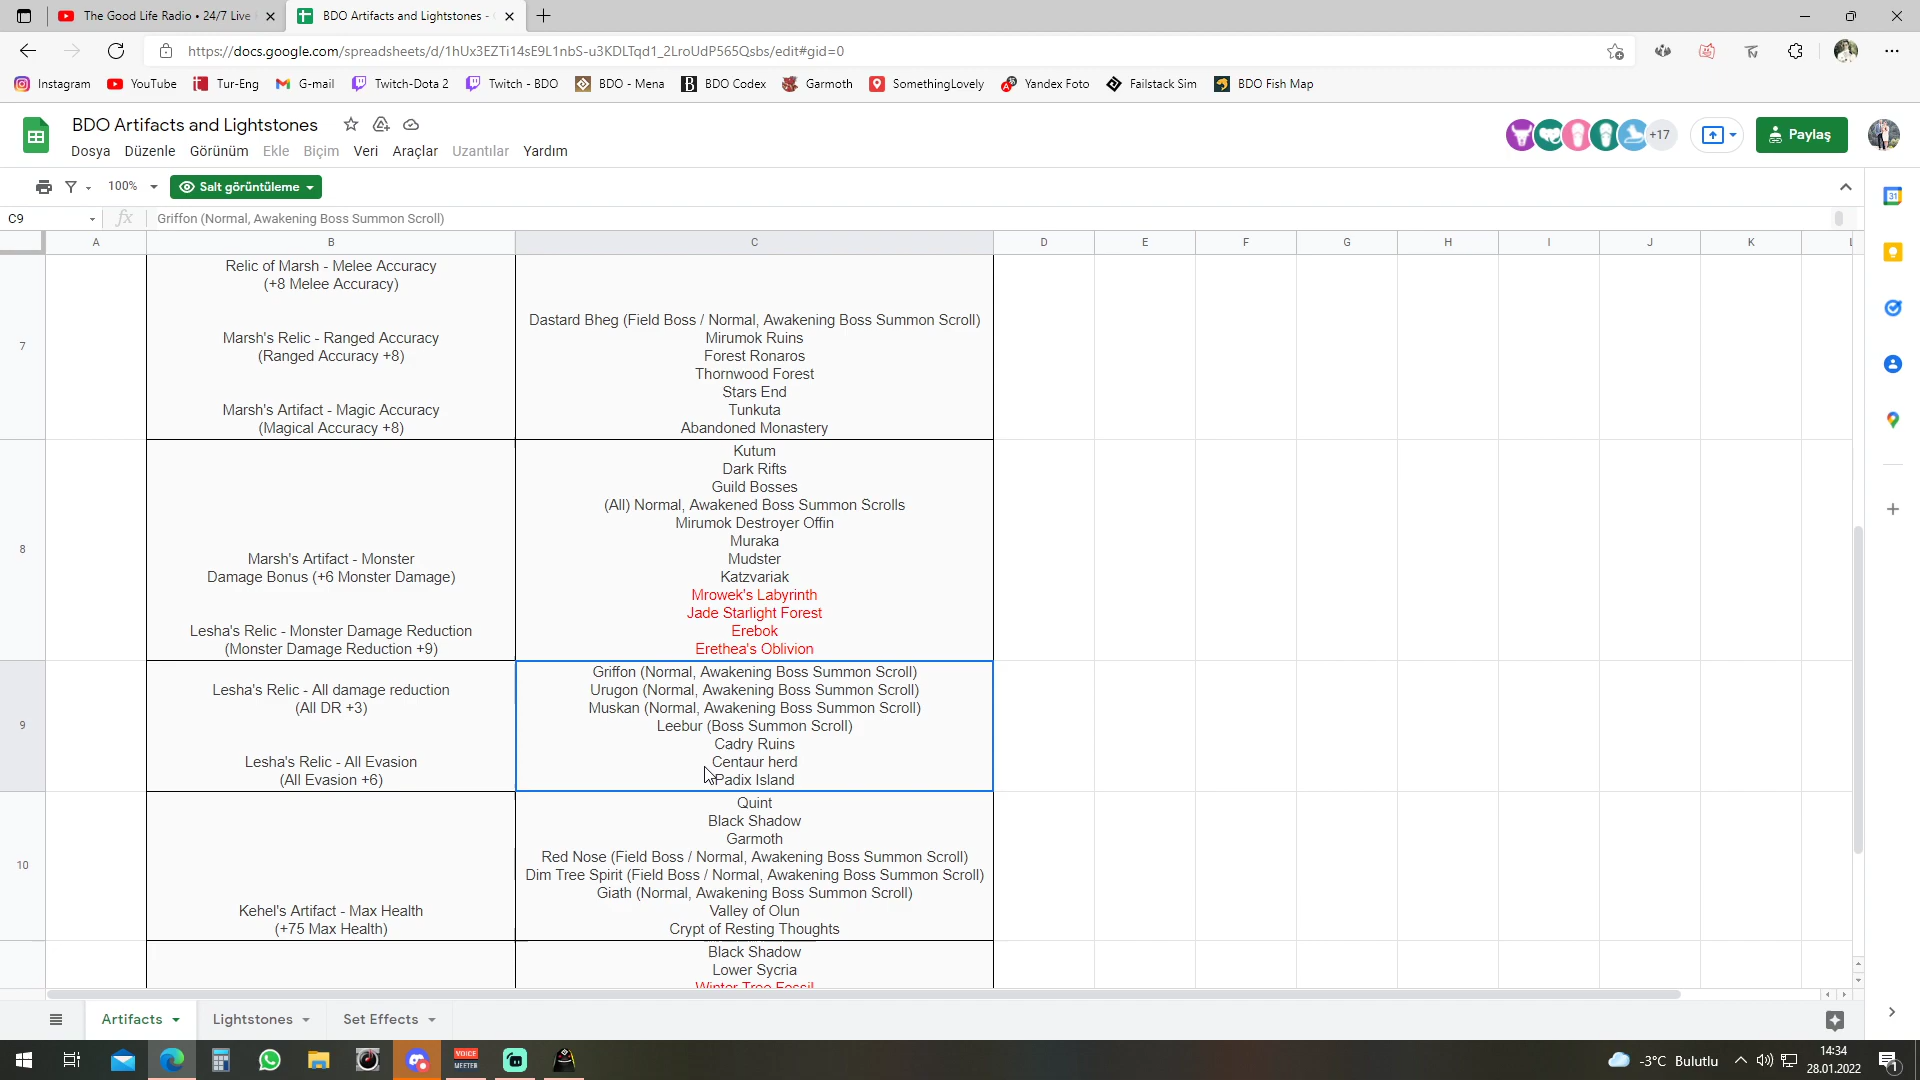 The Good Life Radio • 24/7 Live
BDO Artifacts and Lightstones -
https://docs.google.com/spreadsheets/d/1hUx3EZTi14sE9L1nbS-u3KDLTqd1_2LroUdP565Qsbs/edit#gid=0
Instagram YouTube Tur-Eng G-mail Twitch-Dota 2 Twitch - BDO BDO - Mena BDO Codex Garmoth SomethingLovely Yandex Foto Failstack Sim BDO Fish Map
BDO Artifacts and Lightstones
+17
Paylaş
Dosya Düzenle Görünüm Ekle Biçim Veri Araçlar Uzantılar Yardım
100% Salt görüntüleme
C9 fx Griffon (Normal, Awakening Boss Summon Scroll)
A B C D E F G H I J K
7
Relic of Marsh - Melee Accuracy
(+8 Melee Accuracy)
Marsh's Relic - Ranged Accuracy
(Ranged Accuracy +8)
Marsh's Artifact - Magic Accuracy
(Magical Accuracy +8)
Dastard Bheg (Field Boss / Normal, Awakening Boss Summon Scroll)
Mirumok Ruins
Forest Ronaros
Thornwood Forest
Stars End
Tunkuta
Abandoned Monastery
8
Marsh's Artifact - Monster
Damage Bonus (+6 Monster Damage)
Lesha's Relic - Monster Damage Reduction
(Monster Damage Reduction +9)
Kutum
Dark Rifts
Guild Bosses
(All) Normal, Awakened Boss Summon Scrolls
Mirumok Destroyer Offin
Muraka
Mudster
Katzvariak
Mrowek's Labyrinth
Jade Starlight Forest
Erebok
Erethea's Oblivion
9
Lesha's Relic - All damage reduction
(All DR +3)
Lesha's Relic - All Evasion
(All Evasion +6)
Griffon (Normal, Awakening Boss Summon Scroll)
Urugon (Normal, Awakening Boss Summon Scroll)
Muskan (Normal, Awakening Boss Summon Scroll)
Leebur (Boss Summon Scroll)
Cadry Ruins
Centaur herd
Padix Island
10
Kehel's Artifact - Max Health
(+75 Max Health)
Quint
Black Shadow
Garmoth
Red Nose (Field Boss / Normal, Awakening Boss Summon Scroll)
Dim Tree Spirit (Field Boss / Normal, Awakening Boss Summon Scroll)
Giath (Normal, Awakening Boss Summon Scroll)
Valley of Olun
Crypt of Resting Thoughts
Black Shadow
Lower Sycria
Winter Tree Fossil
Artifacts Lightstones Set Effects
31
VOICE
MEETER
-3°C Bulutlu
14:34
28.01.2022
1